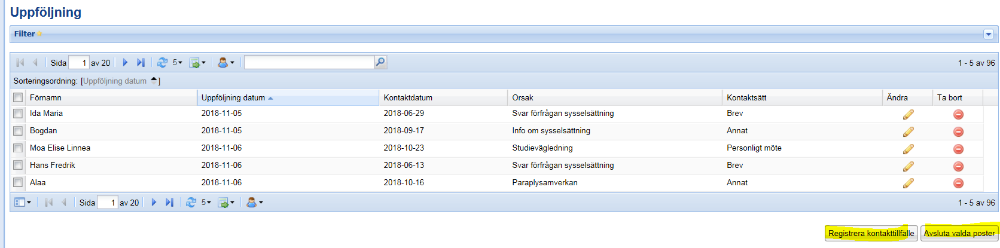 Uppföljning
Filter
Sida 1 av 20 5 1 - 5 av 96
Sorteringsordning: [Uppföljning datum ]
Förnamn Uppföljning datum Kontaktdatum Orsak Kontaktsätt Ändra Ta bort
Ida Maria 2018-11-05 2018-06-29 Svar förfrågan sysselsättning Brev
Bogdan 2018-11-05 2018-09-17 Info om sysselsättning Annat
Moa Elise Linnea 2018-11-06 2018-10-23 Studievägledning Personligt möte
Hans Fredrik 2018-11-06 2018-06-13 Svar förfrågan sysselsättning Brev
Alaa 2018-11-06 2018-10-16 Paraplysamverkan Annat
Sida 1 av 20 5 1 - 5 av 96
Registrera kontakttillfälle Avsluta valda poster